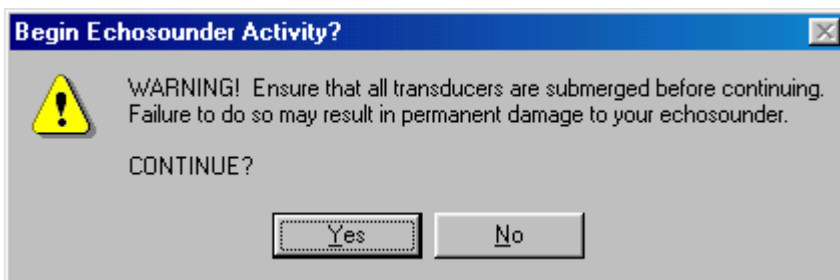 Begin Echosounder Activity?
WARNING!  Ensure that all transducers are submerged before continuing.
Failure to do so may result in permanent damage to your echosounder.
CONTINUE?
Yes
No